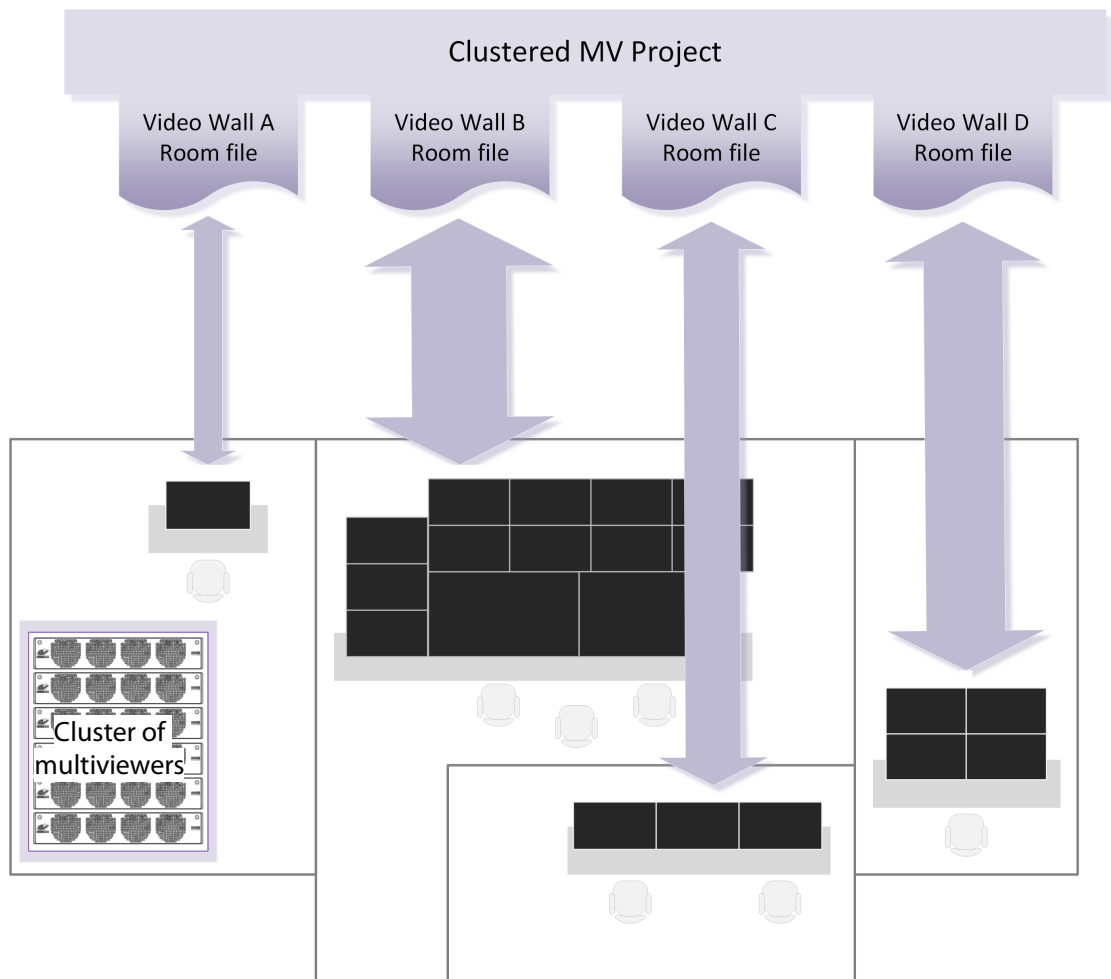 Clustered MV Project
Video Wall A
Room file
Video Wall B
Room file
Video Wall C
Room file
Video Wall D
Room file
Cluster of
multiviewers